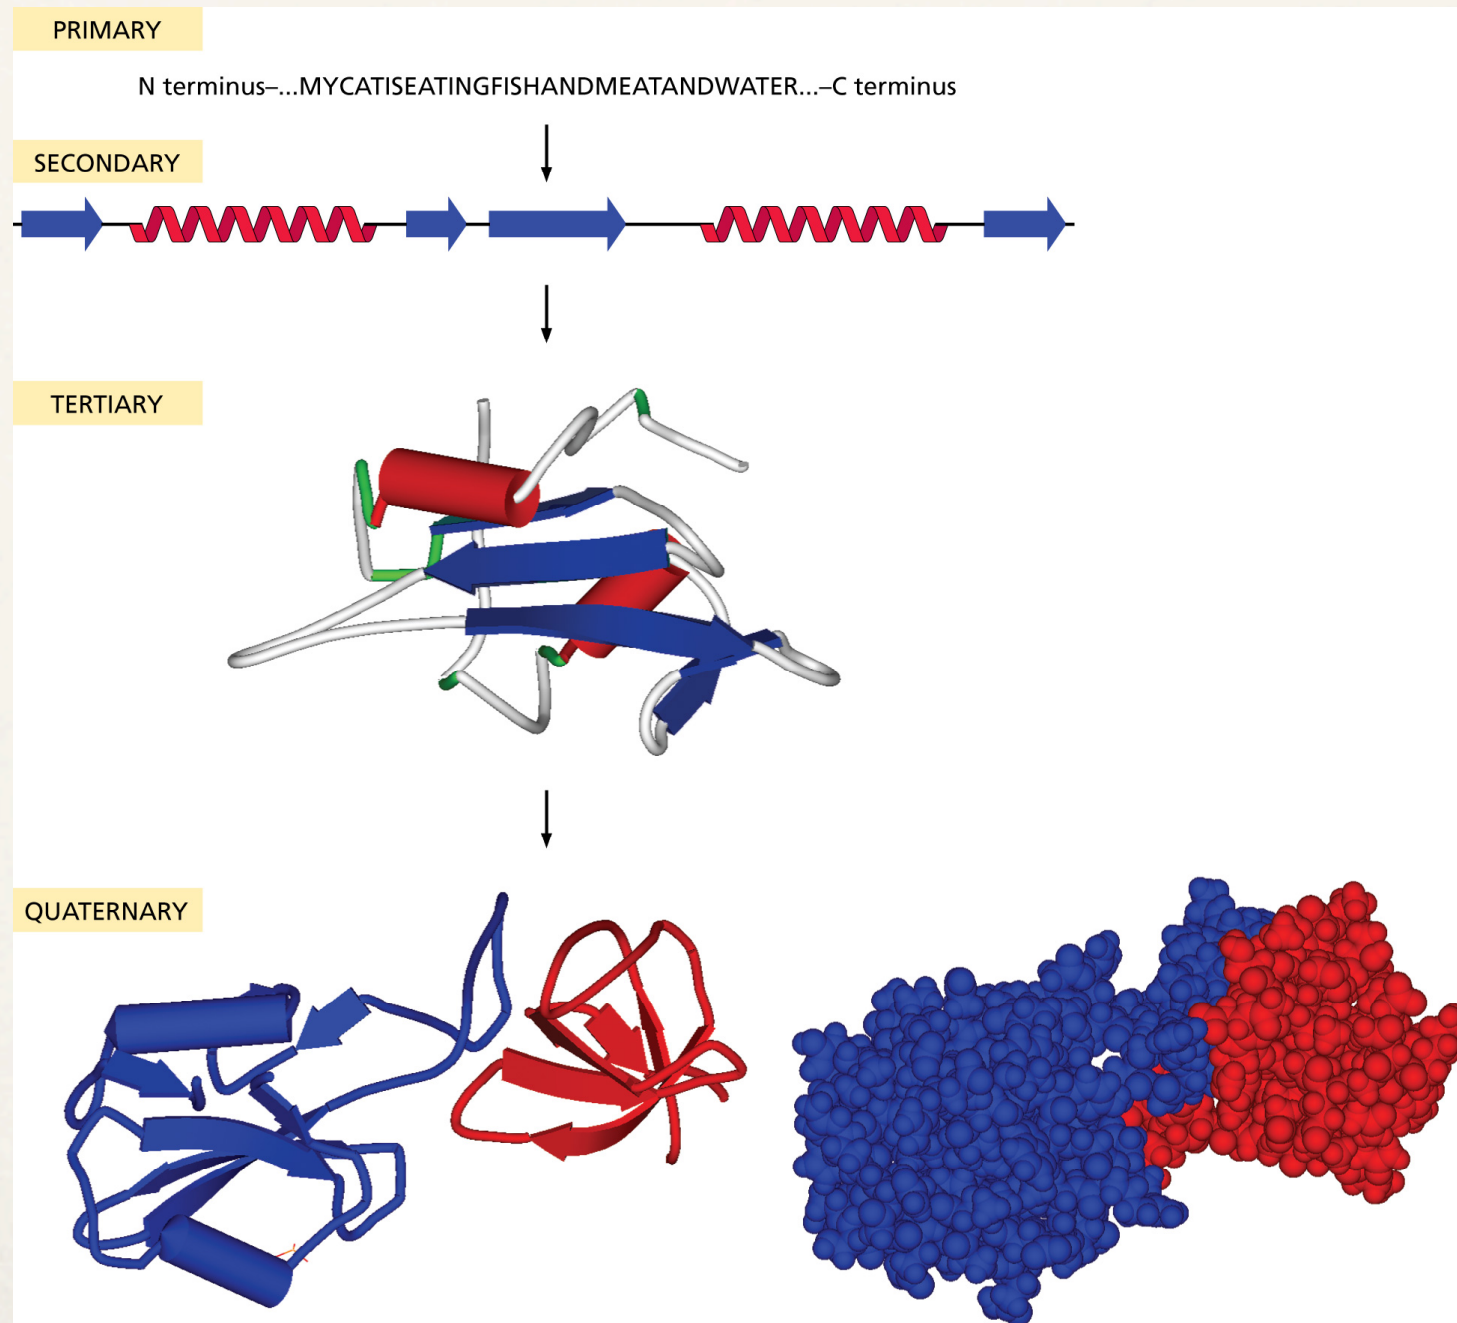 PRIMARY
N terminus–...MYCATISEATINGFISHANDMEATANDWATER...–C terminus
SECONDARY
TERTIARY
QUATERNARY